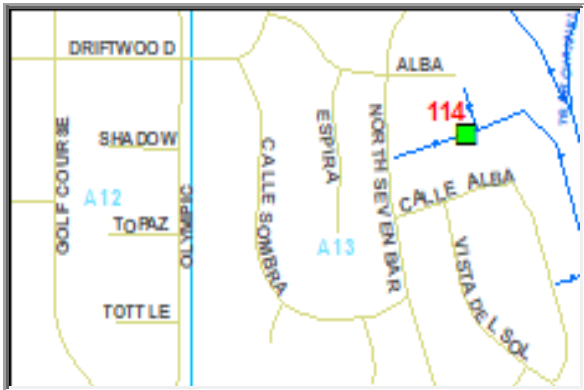 DRIFTWOOD
ALBA
114
GOLF COURSE
SHADOW
ESPIRA
NORTH SEVEN BAR
CALLE SOMBRA
A12
OLYMPIC
CALLE ALBA
TOPAZ
A13
VISTA DEL SOL
TOTTLE